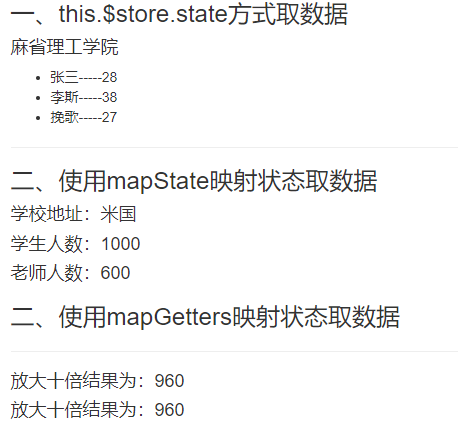 一、this.$store.state方式取数据
麻省理工学院
张三-----28
李斯-----38
挽歌-----27
二、使用mapState映射状态取数据
学校地址：米国
学生人数：1000
老师人数：600
二、使用mapGetters映射状态取数据
放大十倍结果为：960
放大十倍结果为：960